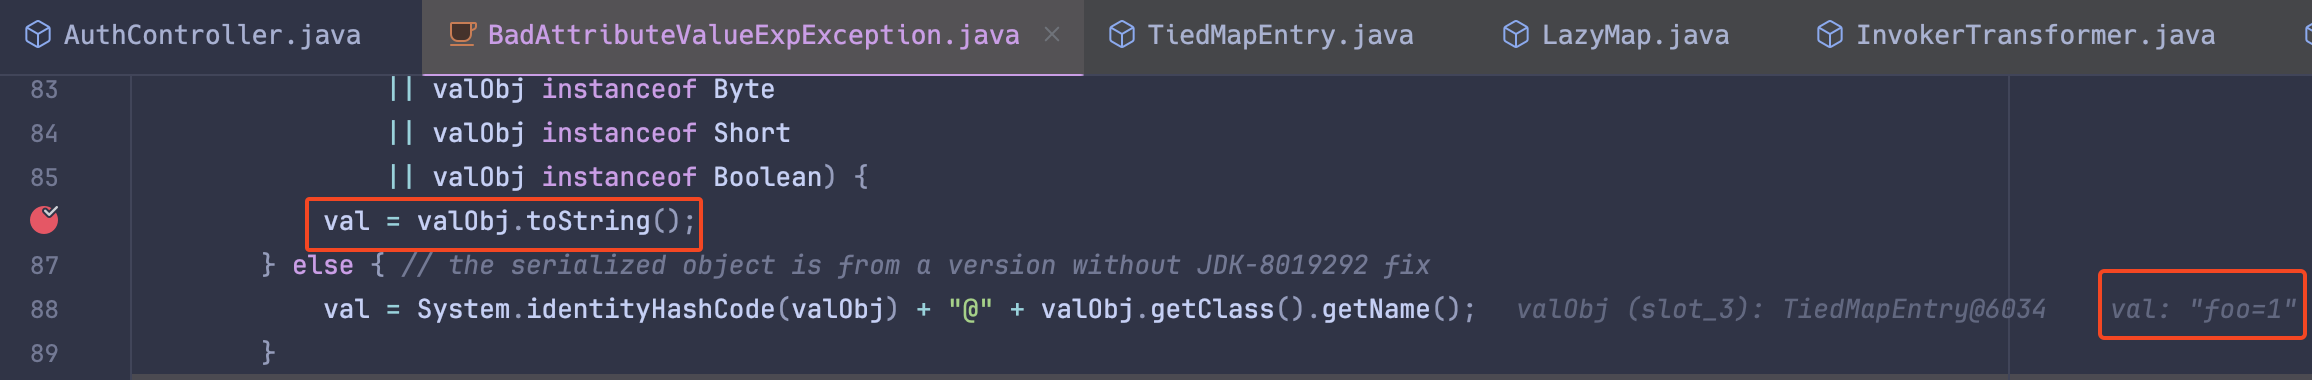 AuthController.java BadAttributeValueExpException.java × TiedMapEntry.java LazyMap.java InvokerTransformer.java
83 || valObj instanceof Byte
84 || valObj instanceof Short
85 || valObj instanceof Boolean) {
val = valObj.toString();
87 } else { // the serialized object is from a version without JDK-8019292 fix
88 val = System.identityHashCode(valObj) + "@" + valObj.getClass().getName(); valObj (slot_3): TiedMapEntry@6034 val: "foo=1"
89 }